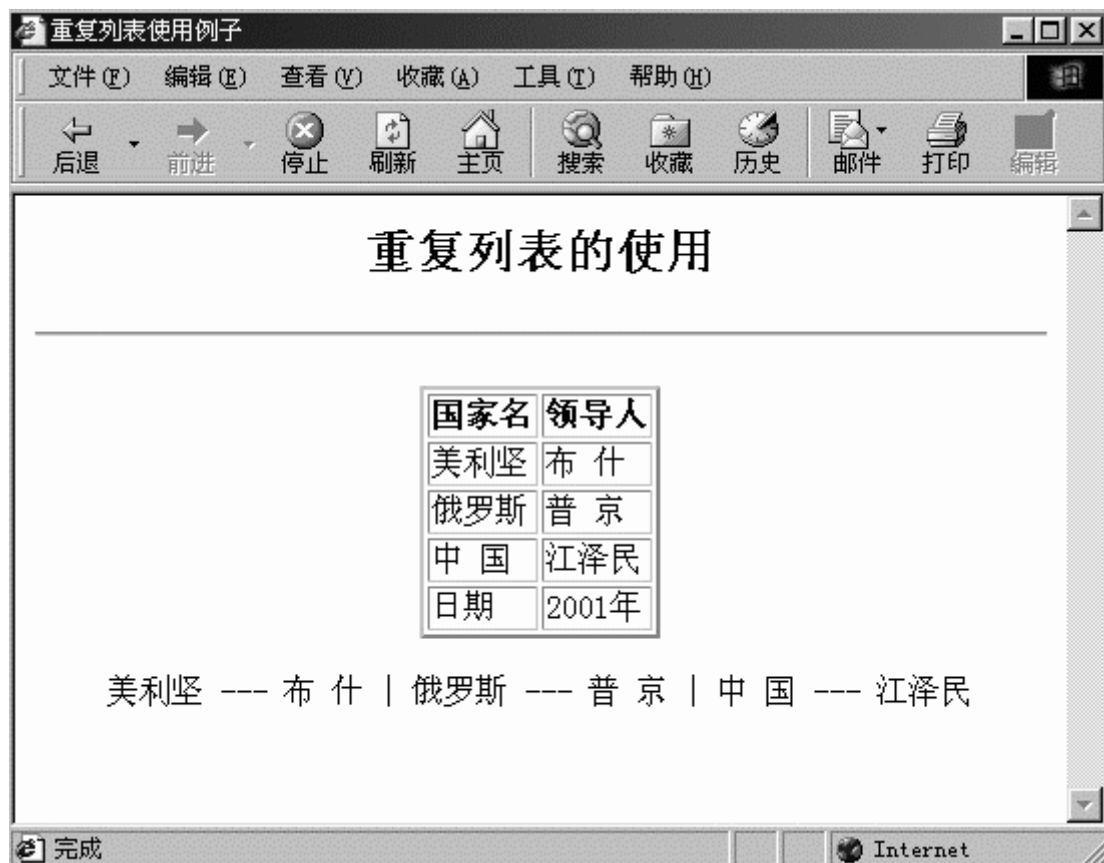 重复列表使用例子
文件(F) 编辑(E) 查看(V) 收藏(A) 工具(T) 帮助(H)
后退 前进 停止 刷新 主页 搜索 收藏 历史 邮件 打印 编辑
重复列表的使用
国家名 领导人
美利坚 布 什
俄罗斯 普 京
中 国 江泽民
日期 2001年
美利坚 --- 布 什 | 俄罗斯 --- 普 京 | 中 国 --- 江泽民
完成 Internet